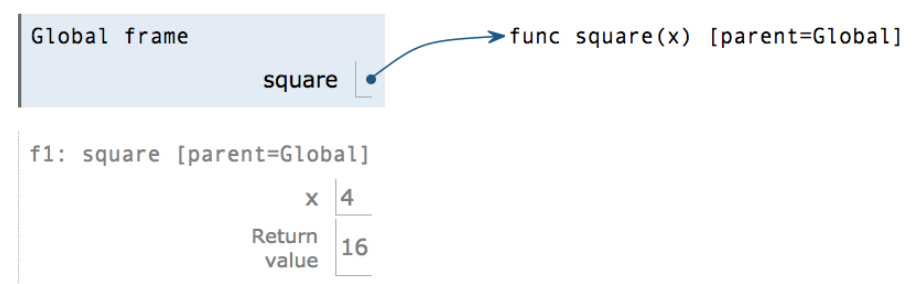 Global frame
func square(x) [parent=Global]
square
f1: square [parent=Global]
x 4
Return
value 16